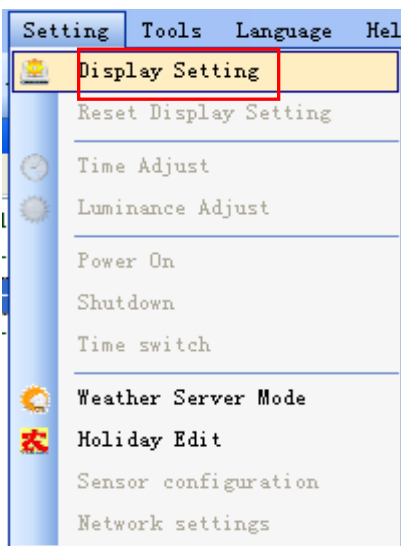 Setting Tools Language Hel
Display Setting
Reset Display Setting
Time Adjust
Luminance Adjust
Power On
Shutdown
Time switch
Weather Server Mode
农 Holiday Edit
Sensor configuration
Network settings